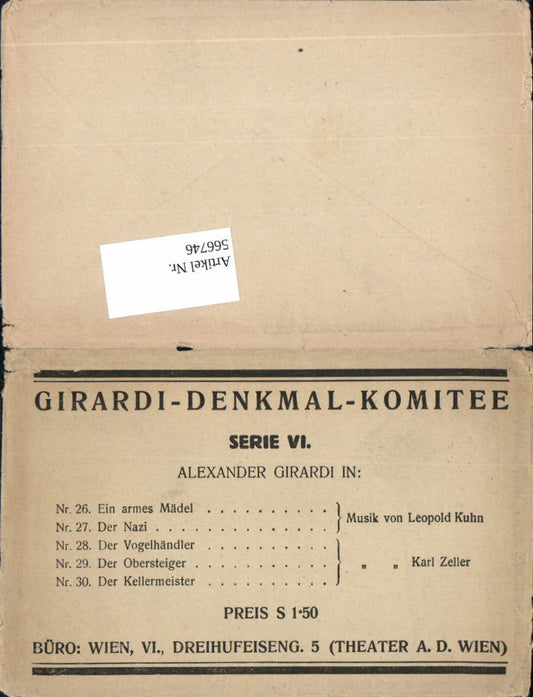 Artikel Nr.
566746
GIRARDI-DENKMAL-KOMITEE
SERIE VI.
ALEXANDER GIRARDI IN:
Nr. 26. Ein armes Mädel . . . . . . . . . .
Nr. 27. Der Nazi . . . . . . . . . . . . .
Musik von Leopold Kuhn
Nr. 28. Der Vogelhändler . . . . . . . . .
Nr. 29. Der Obersteiger . . . . . . . . . .
Nr. 30. Der Kellermeister . . . . . . . . .
„ „ Karl Zeller
PREIS S 1·50
BÜRO: WIEN, VI., DREIHUFEISENG. 5 (THEATER A. D. WIEN)